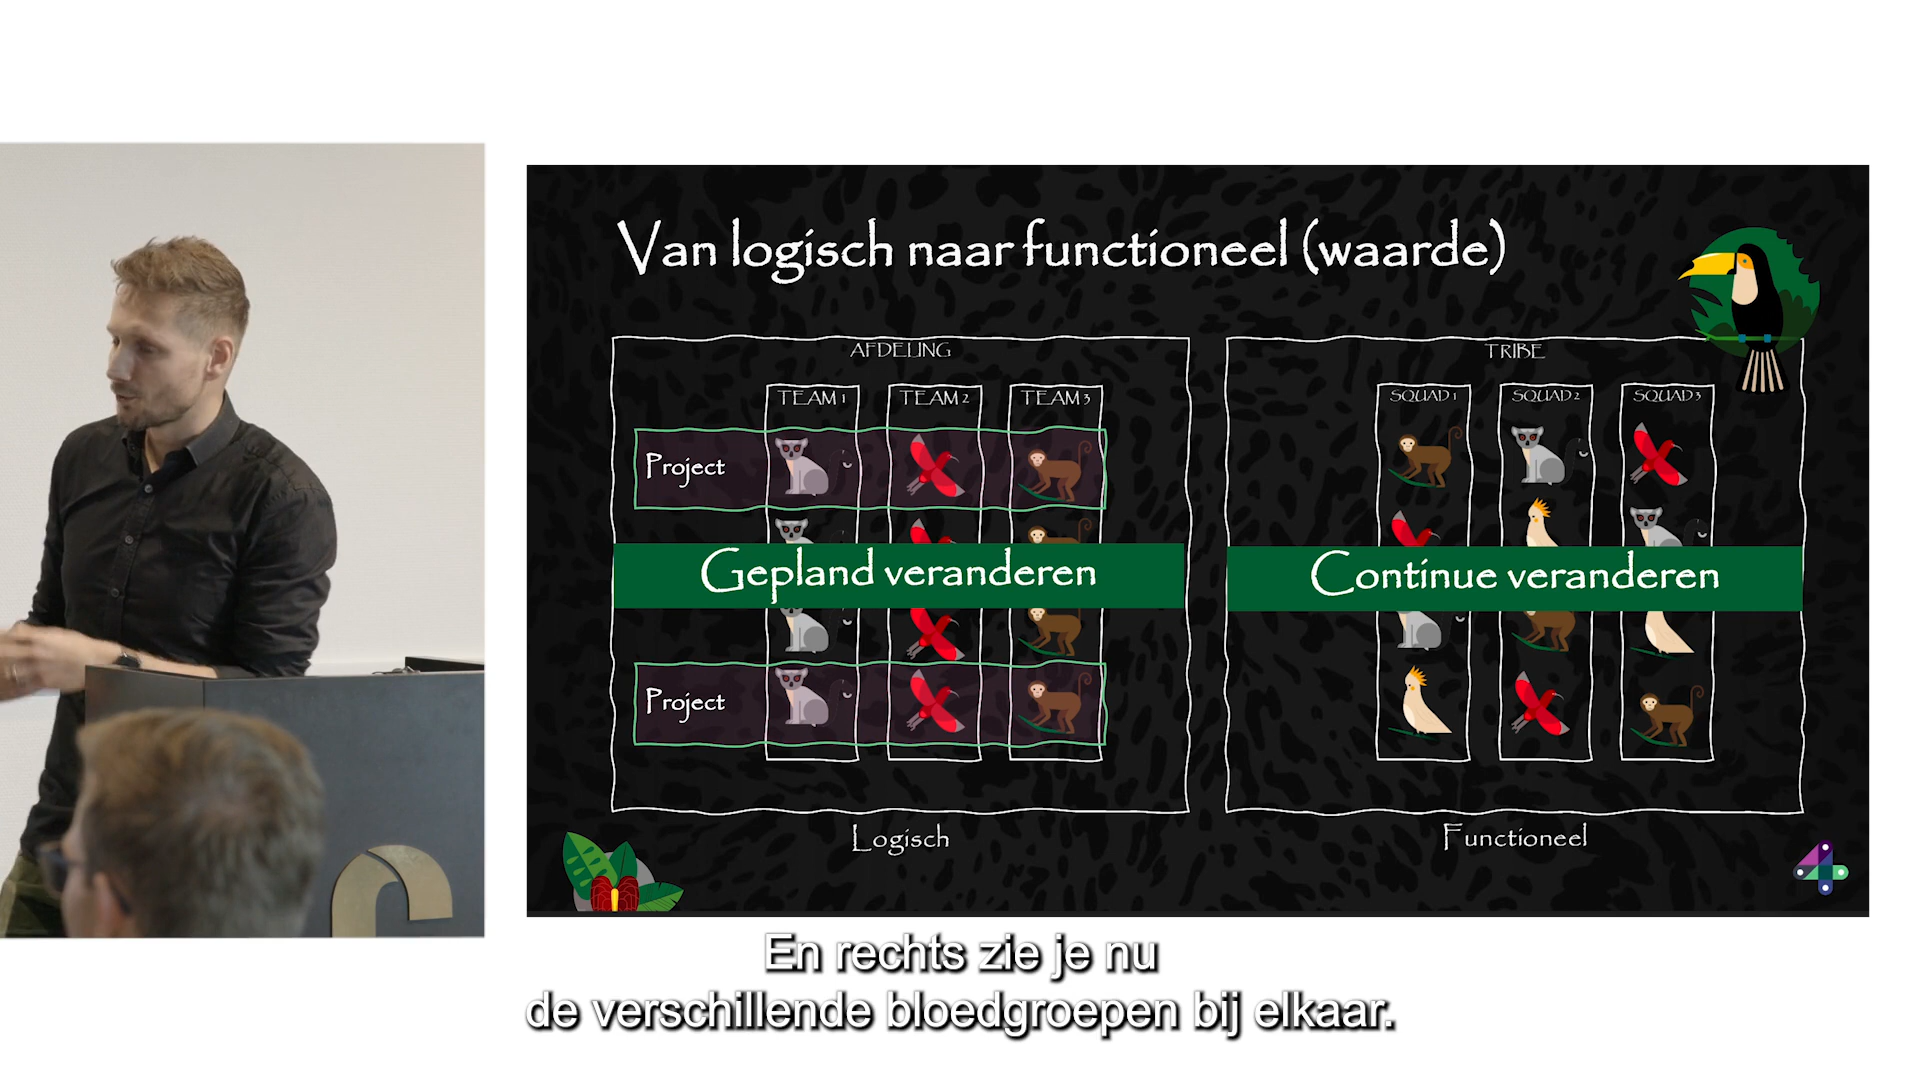 Van logisch naar functioneel (waarde)
AFDELING
TEAM 1 TEAM 2 TEAM 3
Project
Gepland veranderen
Project
Logisch
TRIBE
SQUAD 1 SQUAD 2 SQUAD 3
Continue veranderen
Functioneel
En rechts zie je nu
de verschillende bloedgroepen bij elkaar.